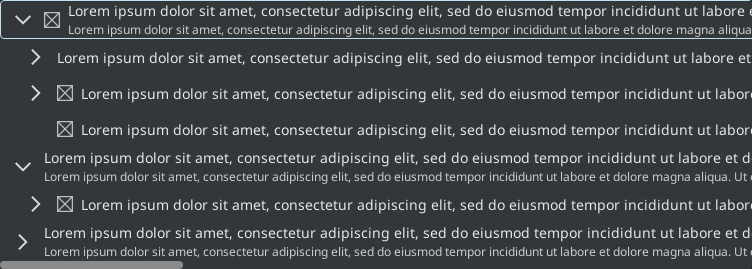 Lorem ipsum dolor sit amet, consectetur adipiscing elit, sed do eiusmod tempor incididunt ut labore e
Lorem ipsum dolor sit amet, consectetur adipiscing elit, sed do eiusmod tempor incididunt ut labore et dolore magna aliqua
Lorem ipsum dolor sit amet, consectetur adipiscing elit, sed do eiusmod tempor incididunt ut labore et
Lorem ipsum dolor sit amet, consectetur adipiscing elit, sed do eiusmod tempor incididunt ut labor
Lorem ipsum dolor sit amet, consectetur adipiscing elit, sed do eiusmod tempor incididunt ut labor
Lorem ipsum dolor sit amet, consectetur adipiscing elit, sed do eiusmod tempor incididunt ut labore et d
Lorem ipsum dolor sit amet, consectetur adipiscing elit, sed do eiusmod tempor incididunt ut labore et dolore magna aliqua. Ut
Lorem ipsum dolor sit amet, consectetur adipiscing elit, sed do eiusmod tempor incididunt ut labor
Lorem ipsum dolor sit amet, consectetur adipiscing elit, sed do eiusmod tempor incididunt ut labore et d
Lorem ipsum dolor sit amet, consectetur adipiscing elit, sed do eiusmod tempor incididunt ut labore et dolore magna aliqua. Ut